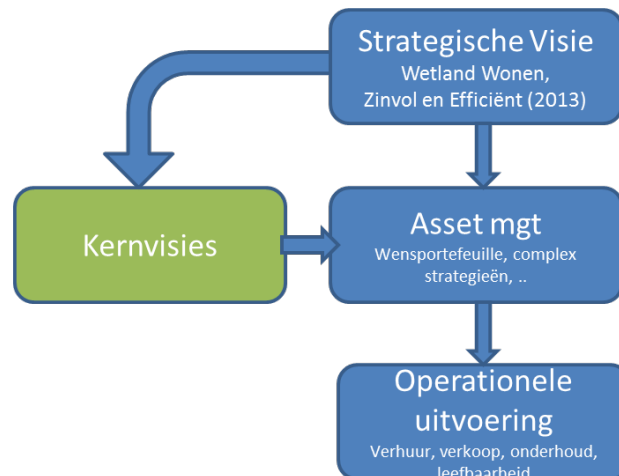 Strategische Visie
Wetland Wonen,
Zinvol en Efficiënt (2013)
Kernvisies
Asset mgt
Wensportefeuille, complex
strategieën, ..
Operationele
uitvoering
Verhuur, verkoop, onderhoud,
leefbaarheid